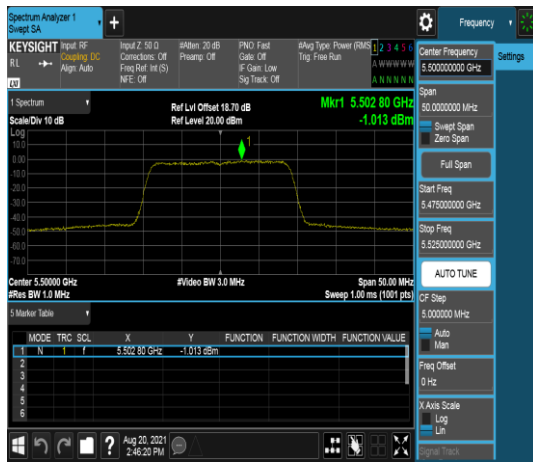 Spectrum Analyzer 1
Swept SA
Frequency
KEYSIGHT
RL
LXI
Input: RF
Coupling: DC
Align: Auto
Input Z: 50 Ω
Corrections: Off
Freq Ref: Int (S)
NFE: Off
#Atten: 20 dB
Preamp: Off
PNO: Fast
Gate: Off
IF Gain: Low
Sig Track: Off
#Avg Type: Power (RMS
Trig: Free Run
1 2 3 4 5 6
A W W W W W
A N N N N N
1 Spectrum
Scale/Div 10 dB
Ref Lvl Offset 18.70 dB
Ref Level 20.00 dBm
Mkr1 5.502 80 GHz
-1.013 dBm
Log
10.0
0.00
-10.0
-20.0
-30.0
-40.0
-50.0
-60.0
-70.0
1
Center 5.50000 GHz
#Res BW 1.0 MHz
#Video BW 3.0 MHz
Span 50.00 MHz
Sweep 1.00 ms (1001 pts)
5 Marker Table
MODE TRC SCL X Y FUNCTION FUNCTION WIDTH FUNCTION VALUE
1 N 1 f 5.502 80 GHz -1.013 dBm
2
3
4
5
6
Aug 20, 2021
2:46:20 PM
Center Frequency
5.500000000 GHz
Settings
Span
50.0000000 MHz
Swept Span
Zero Span
Full Span
Start Freq
5.475000000 GHz
Stop Freq
5.525000000 GHz
AUTO TUNE
CF Step
5.000000 MHz
Auto
Man
Freq Offset
0 Hz
X Axis Scale
Log
Lin
Signal Track